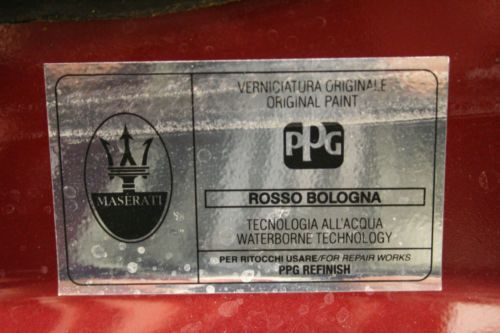 VERNICIATURA ORIGINALE
ORIGINAL PAINT
PPG
MASERATI
ROSSO BOLOGNA
TECNOLOGIA ALL'ACQUA
WATERBORNE TECHNOLOGY
PER RITOCCHI USARE/FOR REPAIR WORKS
PPG REFINISH